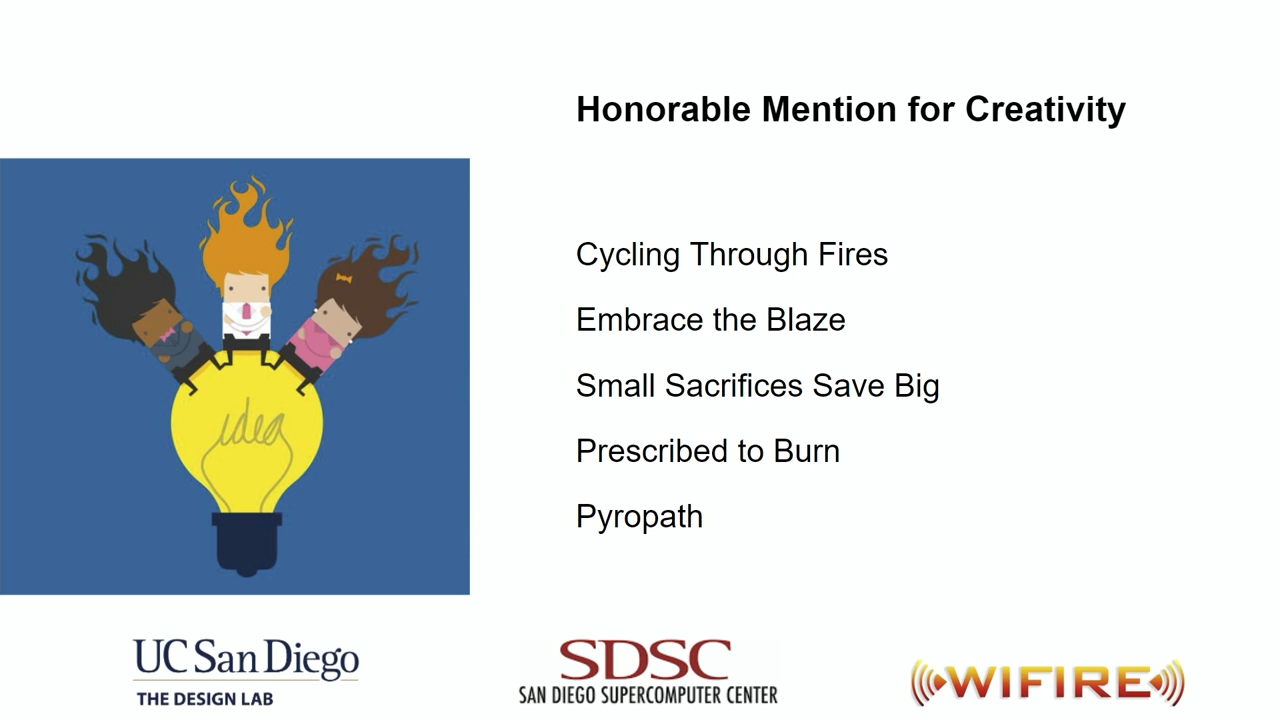 Honorable Mention for Creativity
Cycling Through Fires
Embrace the Blaze
Small Sacrifices Save Big
Prescribed to Burn
Pyropath
idea
UC San Diego
THE DESIGN LAB
SDSC
SAN DIEGO SUPERCOMPUTER CENTER
WIFIRE